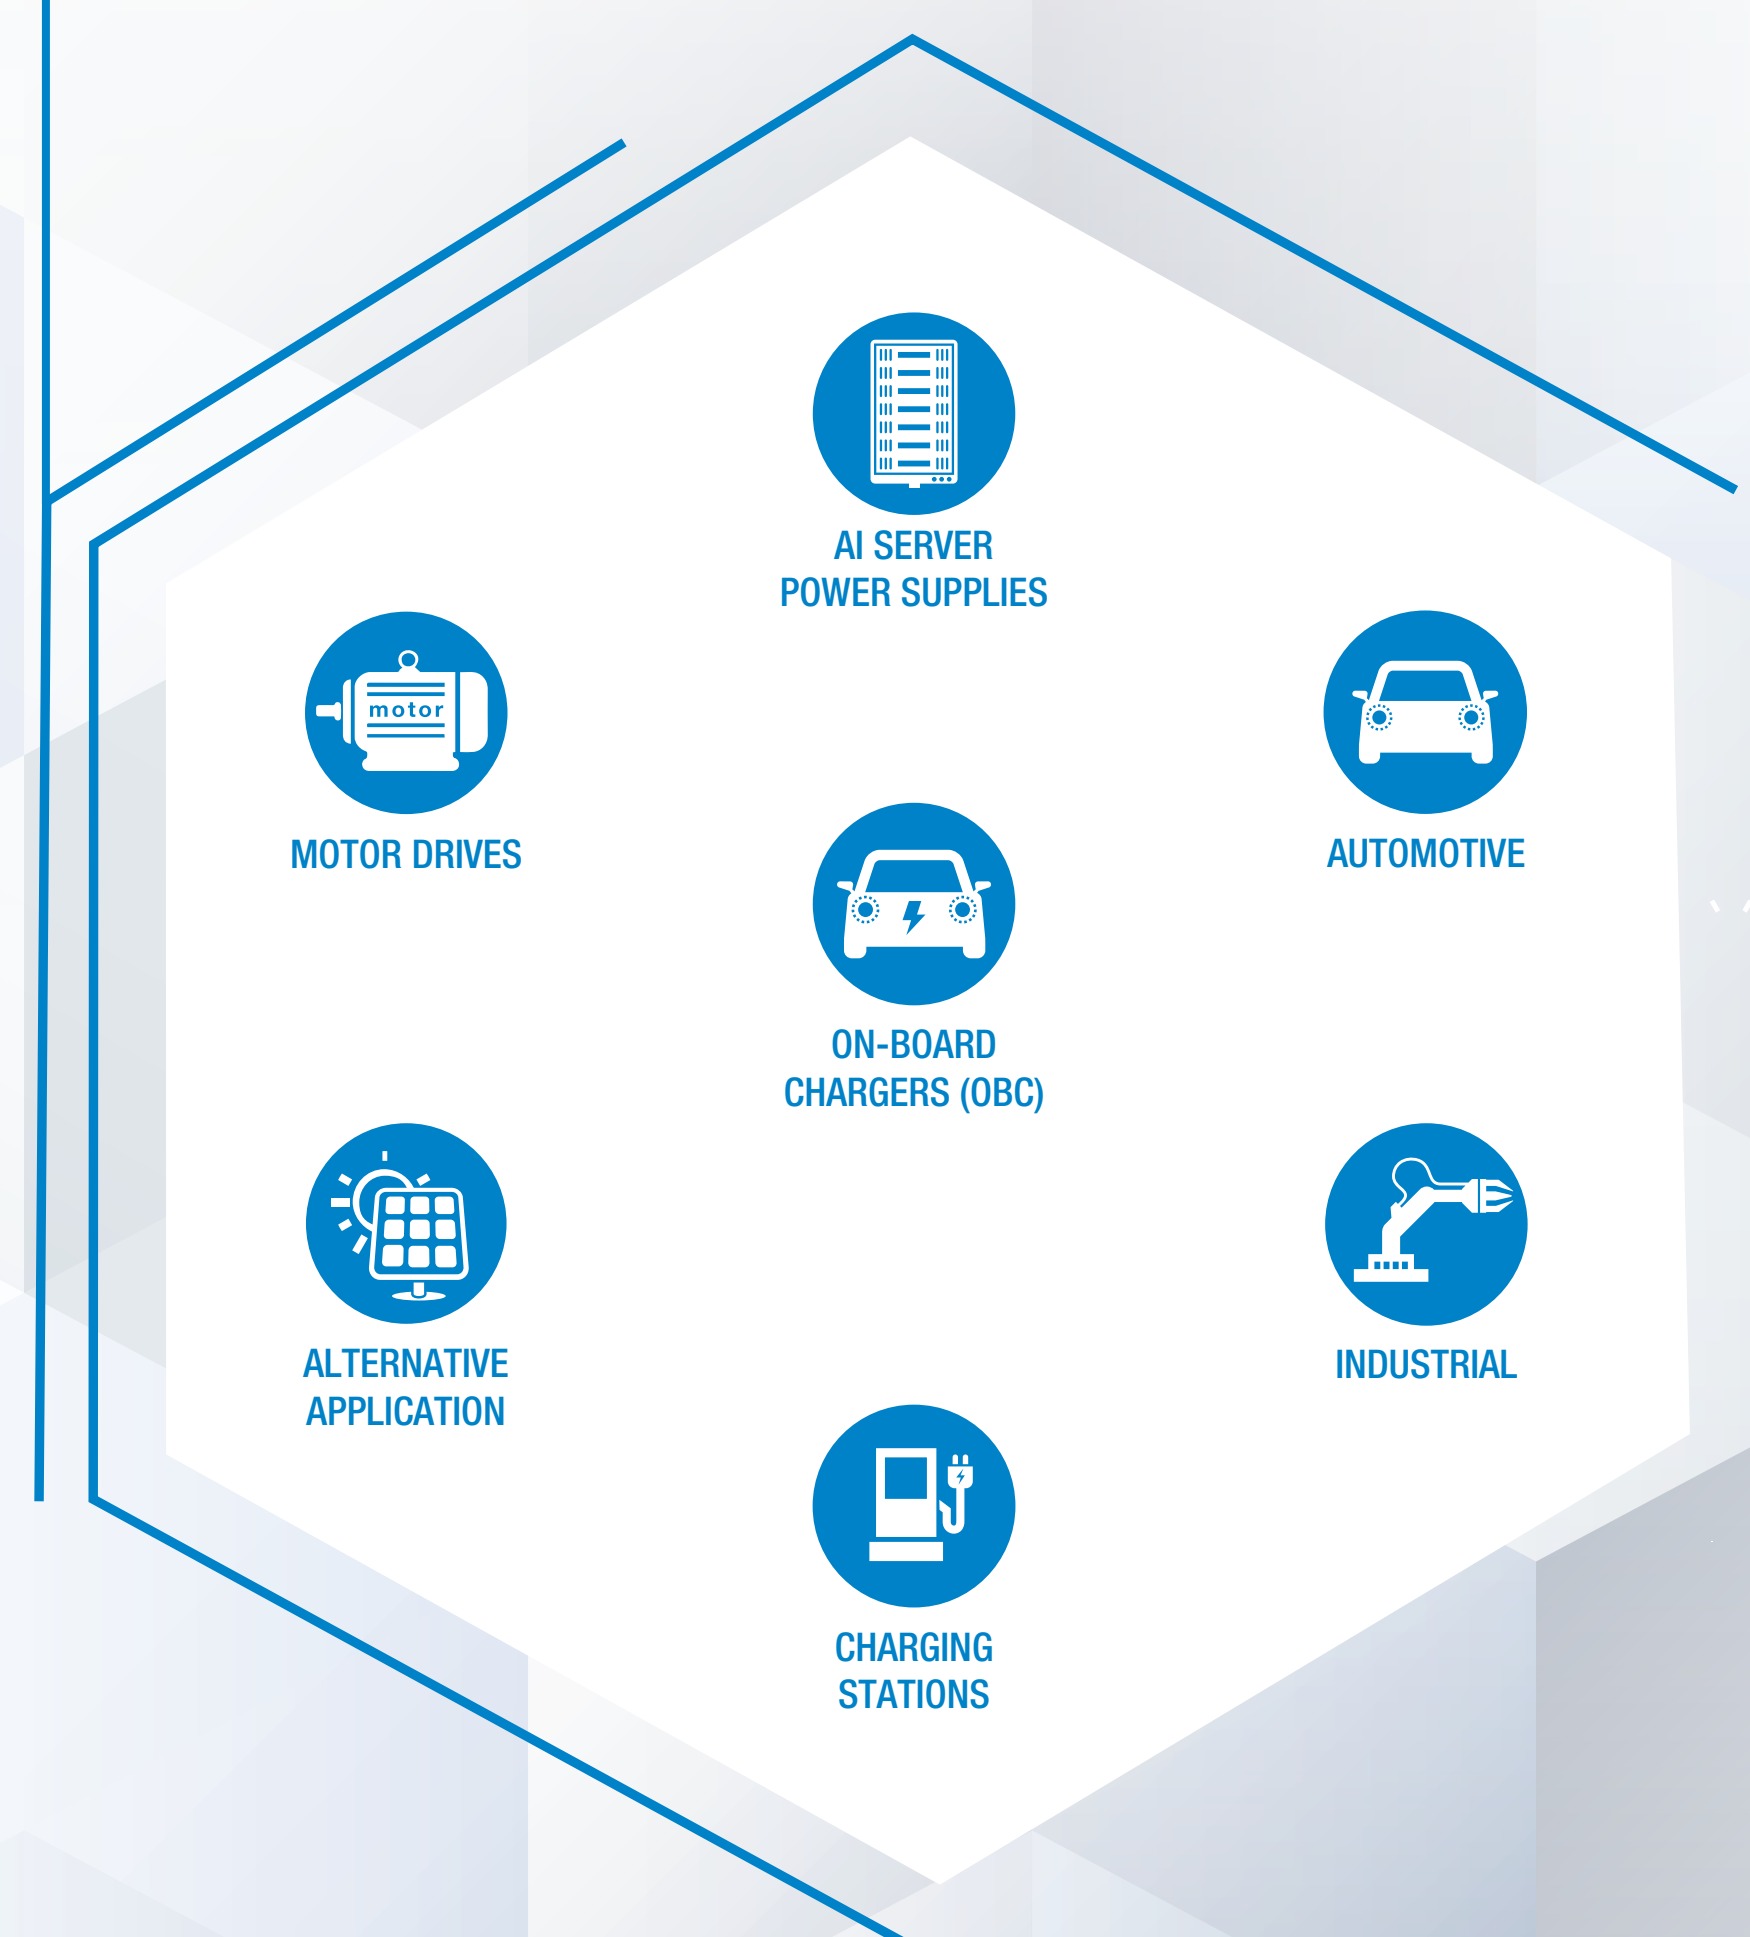 AI SERVER
POWER SUPPLIES
motor
MOTOR DRIVES
AUTOMOTIVE
ON-BOARD
CHARGERS (OBC)
ALTERNATIVE
APPLICATION
INDUSTRIAL
CHARGING
STATIONS